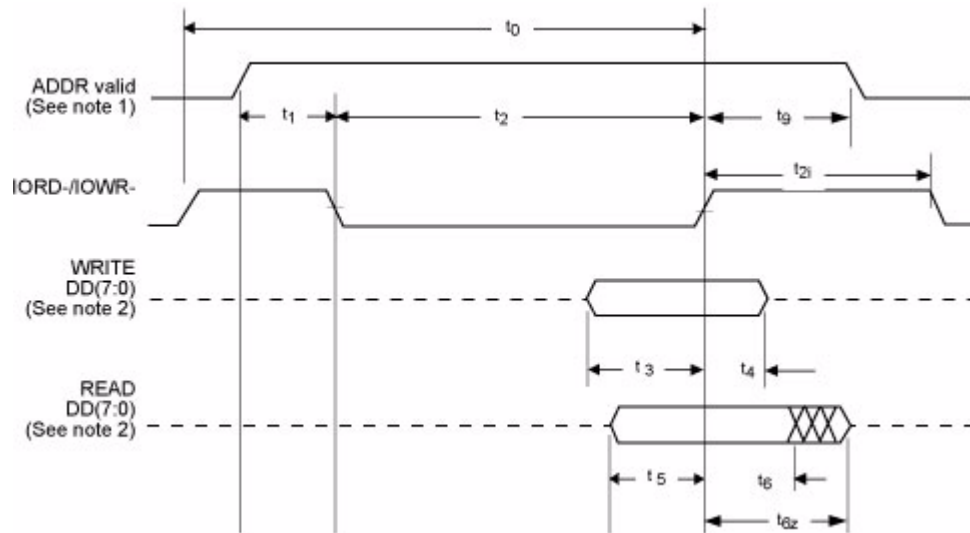 t0
ADDR valid
(See note 1)
t1
t2
t9
IORD-/IOWR-
t2i
WRITE
DD(7:0)
(See note 2)
t3
t4
READ
DD(7:0)
(See note 2)
t5
t6
t6z